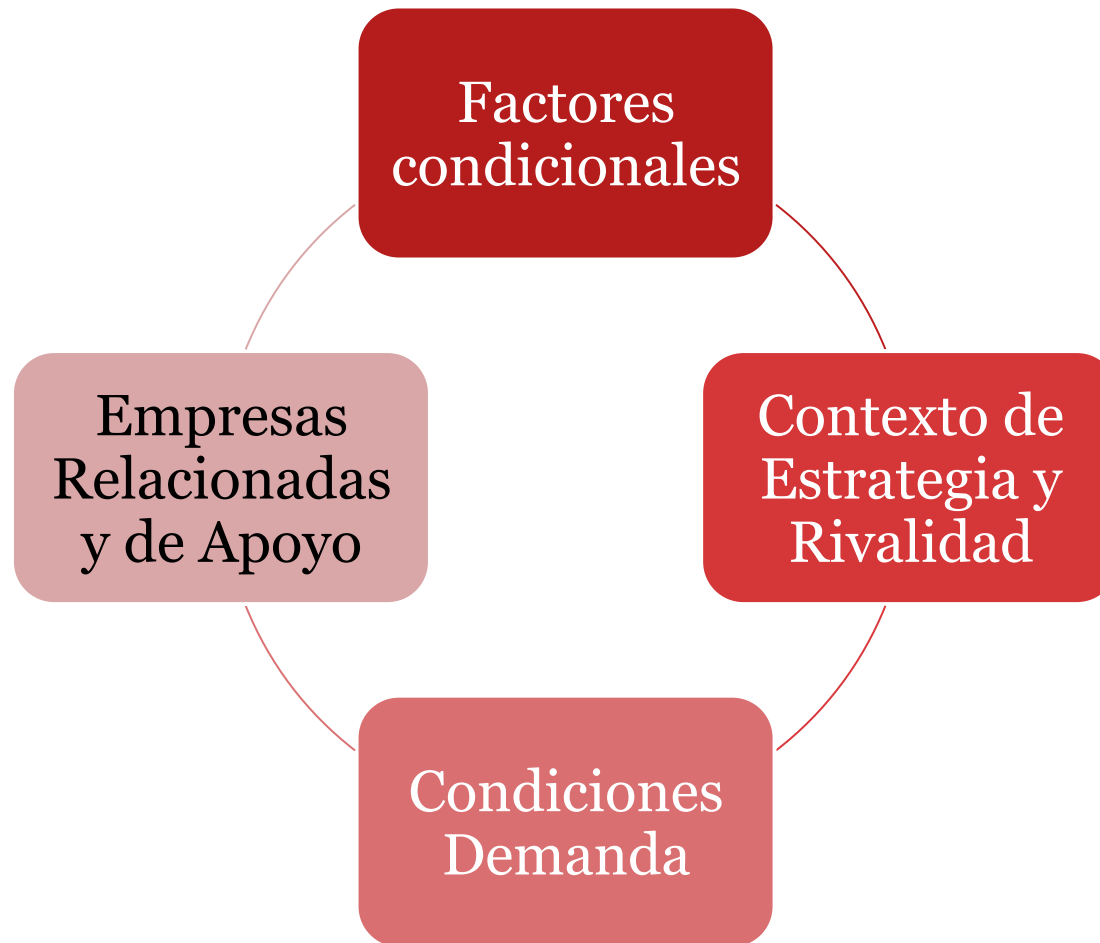 Factores
condicionales
Empresas
Relacionadas
y de Apoyo
Contexto de
Estrategia y
Rivalidad
Condiciones
Demanda